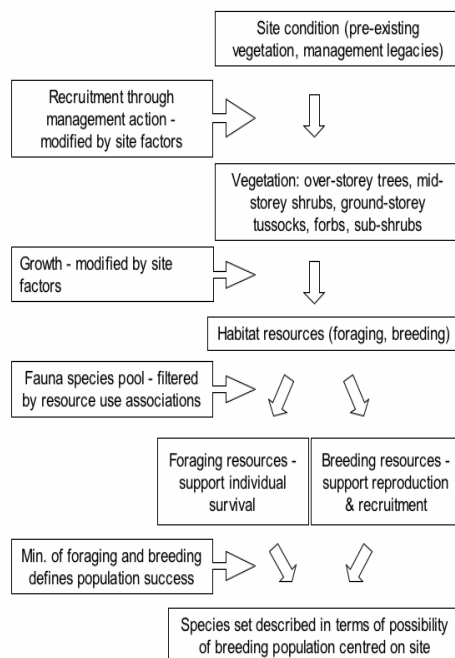 Site condition (pre-existing
vegetation, management legacies)
Recruitment through
management action -
modified by site factors
Vegetation: over-storey trees, mid-
storey shrubs, ground-storey
tussocks, forbs, sub-shrubs
Growth - modified by site
factors
Habitat resources (foraging, breeding)
Fauna species pool - filtered
by resource use associations
Foraging resources -
support individual
survival
Breeding resources -
support reproduction
& recruitment
Min. of foraging and breeding
defines population success
Species set described in terms of possibility
of breeding population centred on site